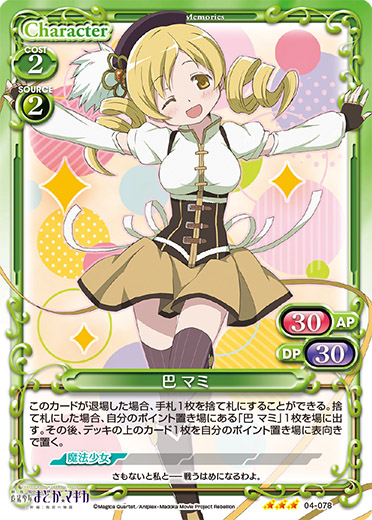 Memories
Character
COST
2
SOURCE
2
30 AP
DP 30
巴 マミ
このカードが退場した場合、手札1枚を捨て札にすることができる。捨
て札にした場合、自分のポイント置き場にある「巴 マミ」1枚を場に出
す。その後、デッキの上のカード1枚を自分のポイント置き場に表向き
で置く。
魔法少女
さもないと私と――戦うはめになるわよ。
魔法少女まどか☆マギカ
©Magica Quartet／Aniplex・Madoka Movie Project Rebellion
04-078